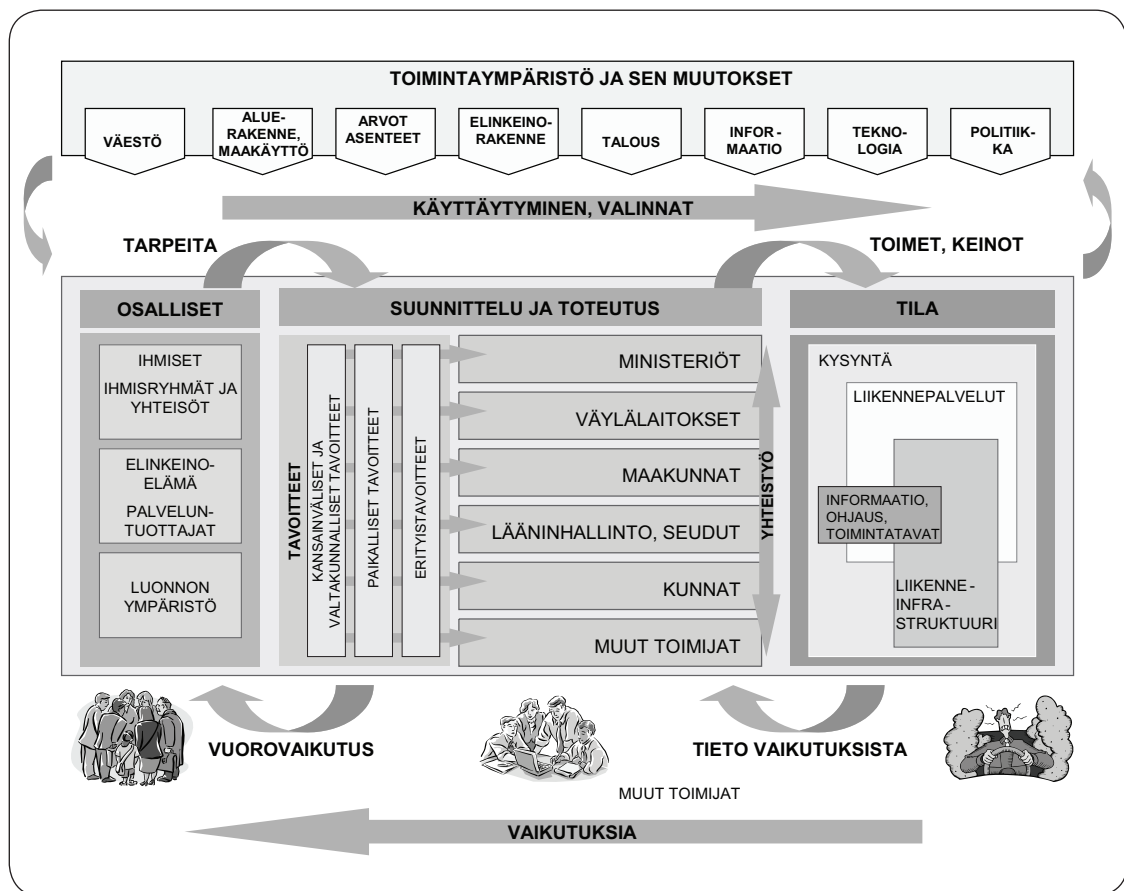 TOIMINTAYMPÄRISTÖ JA SEN MUUTOKSET
VÄESTÖ
ALUE-
RAKENNE,
MAAKÄYTTÖ
ARVOT
ASENTEET
ELINKEINO-
RAKENNE
TALOUS
INFOR-
MAATIO
TEKNO-
LOGIA
POLITIIK-
KA
KÄYTTÄYTYMINEN, VALINNAT
TARPEITA
TOIMET, KEINOT
OSALLISET
IHMISET
IHMISRYHMÄT JA
YHTEISÖT
ELINKEINO-
ELÄMÄ
PALVELUN-
TUOTTAJAT
LUONNON
YMPÄRISTÖ
SUUNNITTELU JA TOTEUTUS
TAVOITTEET
KANSAINVÄLISET JA
VALTAKUNNALLISET TAVOITTEET
PAIKALLISET TAVOITTEET
ERITYISTAVOITTEET
MINISTERIÖT
VÄYLÄLAITOKSET
MAAKUNNAT
LÄÄNINHALLINTO, SEUDUT
KUNNAT
MUUT TOIMIJAT
YHTEISTYÖ
TILA
KYSYNTÄ
LIIKENNEPALVELUT
INFORMAATIO,
OHJAUS,
TOIMINTATAVAT
LIIKENNE-
INFRA-
STRUKTUURI
VUOROVAIKUTUS
TIETO VAIKUTUKSISTA
MUUT TOIMIJAT
VAIKUTUKSIA